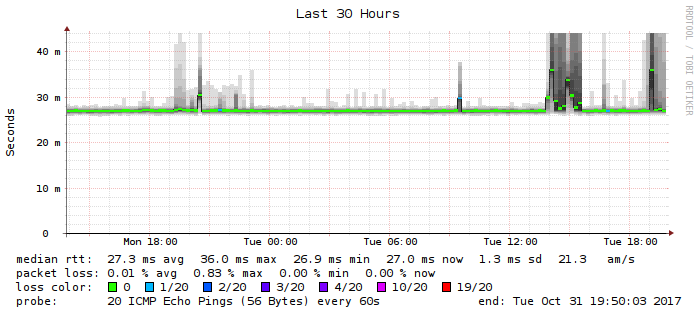 Last 30 Hours
RRDTOOL / TOBI OETIKER
Seconds
40 m
30 m
20 m
10 m
0
Mon 18:00 Tue 00:00 Tue 06:00 Tue 12:00 Tue 18:00
median rtt: 27.3 ms avg 36.0 ms max 26.9 ms min 27.0 ms now 1.3 ms sd 21.3 am/s
packet loss: 0.01 % avg 0.83 % max 0.00 % min 0.00 % now
loss color: 0 1/20 2/20 3/20 4/20 10/20 19/20
probe: 20 ICMP Echo Pings (56 Bytes) every 60s end: Tue Oct 31 19:50:03 2017